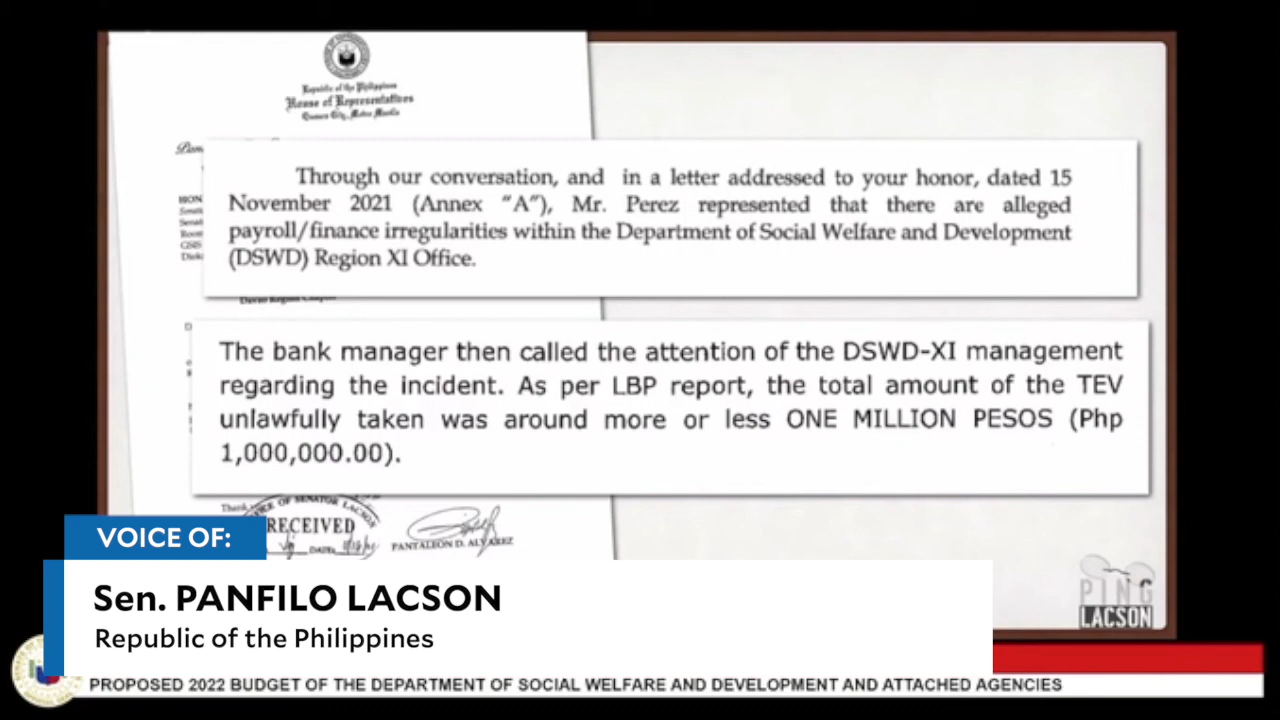 Republic of the Philippines
House of Representatives
Quezon City, Metro Manila
Through our conversation, and in a letter addressed to your honor, dated 15
November 2021 (Annex "A"), Mr. Perez represented that there are alleged
payroll/finance irregularities within the Department of Social Welfare and Development
(DSWD) Region XI Office.
The bank manager then called the attention of the DSWD-XI management
regarding the incident. As per LBP report, the total amount of the TEV
unlawfully taken was around more or less ONE MILLION PESOS (Php
1,000,000.00).
OFFICE OF SENATOR LACSON
RECEIVED
PANTALEON D. ALVAREZ
VOICE OF:
Sen. PANFILO LACSON
Republic of the Philippines
PING
LACSON
PROPOSED 2022 BUDGET OF THE DEPARTMENT OF SOCIAL WELFARE AND DEVELOPMENT AND ATTACHED AGENCIES